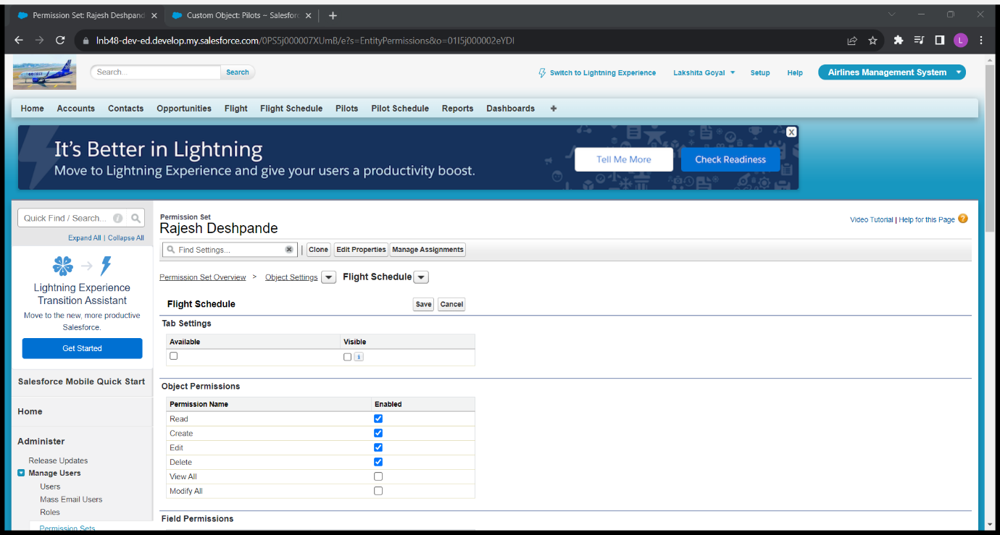 Permission Set: Rajesh Deshpand
Custom Object: Pilots ~ Salesforc
lnb48-dev-ed.develop.my.salesforce.com/0PS5j000007XUmB/e?s=EntityPermissions&o=01I5j000002eYDI
L
Search...
Search
Switch to Lightning Experience
Lakshita Goyal
Setup
Help
Airlines Management System
Home Accounts Contacts Opportunities Flight Flight Schedule Pilots Pilot Schedule Reports Dashboards +
It's Better in Lightning
Move to Lightning Experience and give your users a productivity boost.
Tell Me More
Check Readiness
X
Quick Find / Search...
Expand All | Collapse All
Lightning Experience
Transition Assistant
Move to the new, more productive
Salesforce.
Get Started
Salesforce Mobile Quick Start
Home
Administer
Release Updates
Manage Users
Users
Mass Email Users
Roles
Permission Sets
Permission Set
Rajesh Deshpande
Video Tutorial | Help for this Page
Find Settings...
| Clone Edit Properties Manage Assignments
Permission Set Overview > Object Settings Flight Schedule
Flight Schedule
Save Cancel
Tab Settings
Available Visible
Object Permissions
Permission Name Enabled
Read
Create
Edit
Delete
View All
Modify All
Field Permissions